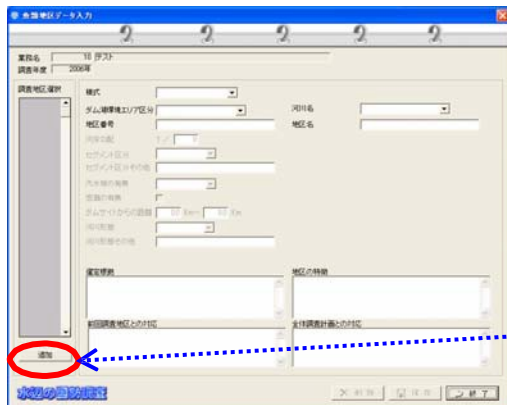 魚類地区データ入力
業務名 10 [テスト
調査年度 2006年
調査地区選択
様式
ダム湖環境エリア区分 河川名
地区番号 地区名
河床勾配 1／ 0
セグメント区分
セグメント区分その他
汽水域の有無
堤脚の有無
ダムサイトからの距離 Km～ Km
河川形態
河川形態その他
選定根拠 地区の特徴
前回調査地区との対応 全体調査計画との対応
追加
水辺の国勢調査
削除 保存 終了